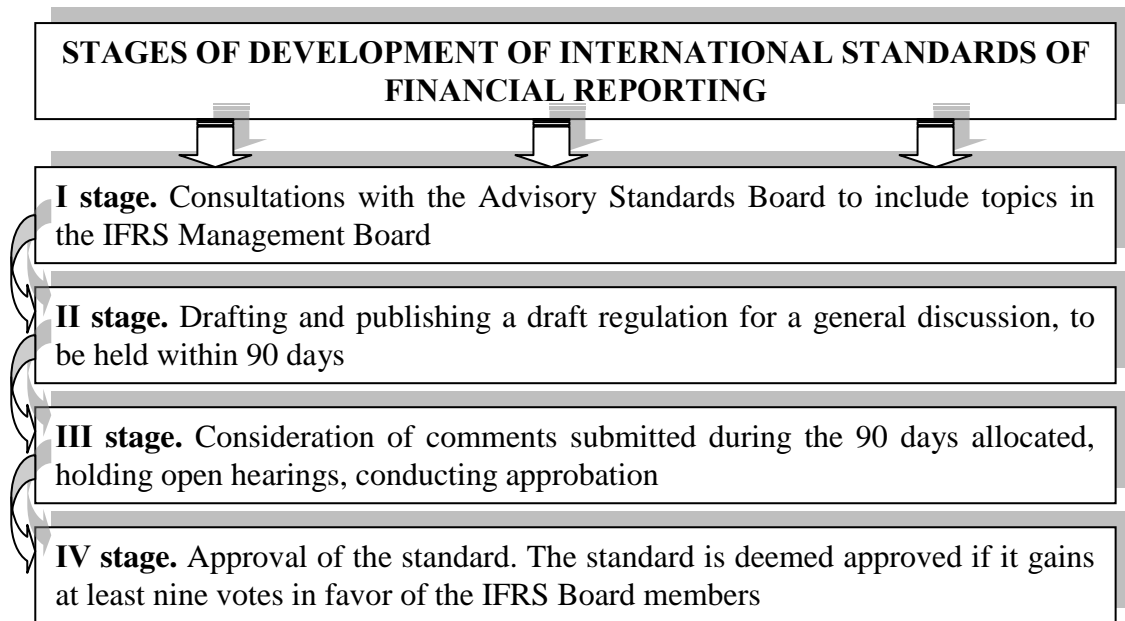 STAGES OF DEVELOPMENT OF INTERNATIONAL STANDARDS OF
FINANCIAL REPORTING
I stage. Consultations with the Advisory Standards Board to include topics in
the IFRS Management Board
II stage. Drafting and publishing a draft regulation for a general discussion, to
be held within 90 days
III stage. Consideration of comments submitted during the 90 days allocated,
holding open hearings, conducting approbation
IV stage. Approval of the standard. The standard is deemed approved if it gains
at least nine votes in favor of the IFRS Board members